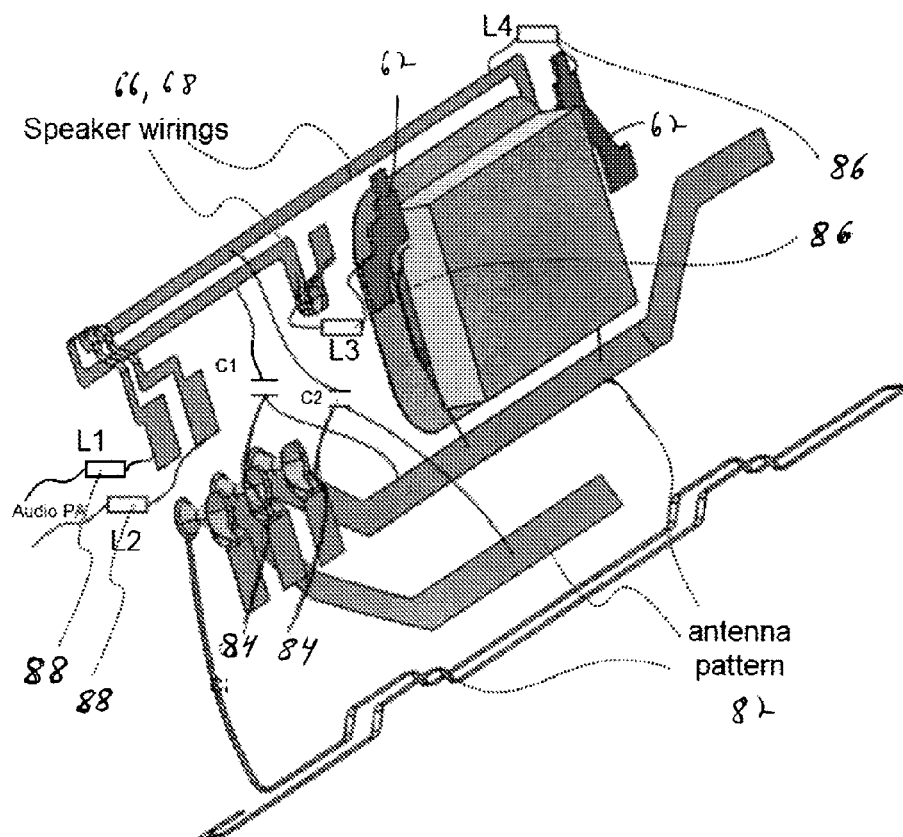 L4
62
66, 68
Speaker wirings
62
86
86
L3
C1
C2
L1
Audio PA
L2
84
84
88
88
antenna
pattern
82